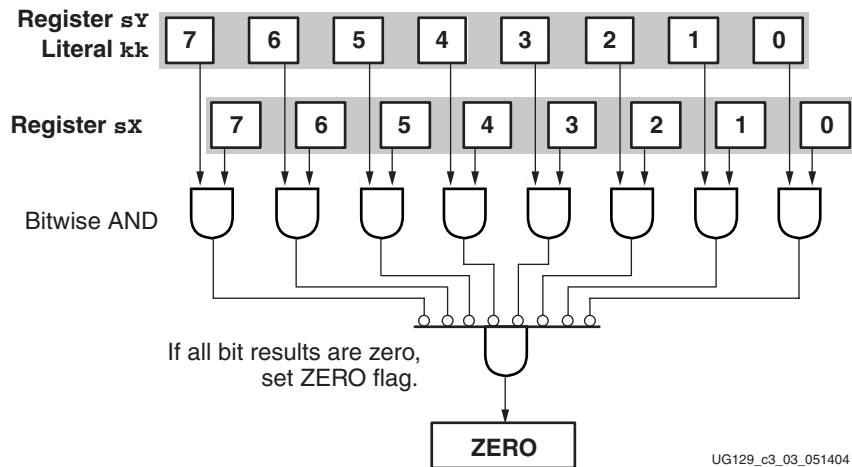 Register sY
Literal kk
7 6 5 4 3 2 1 0
Register sX
7 6 5 4 3 2 1 0
Bitwise AND
If all bit results are zero,
set ZERO flag.
ZERO
UG129_c3_03_051404